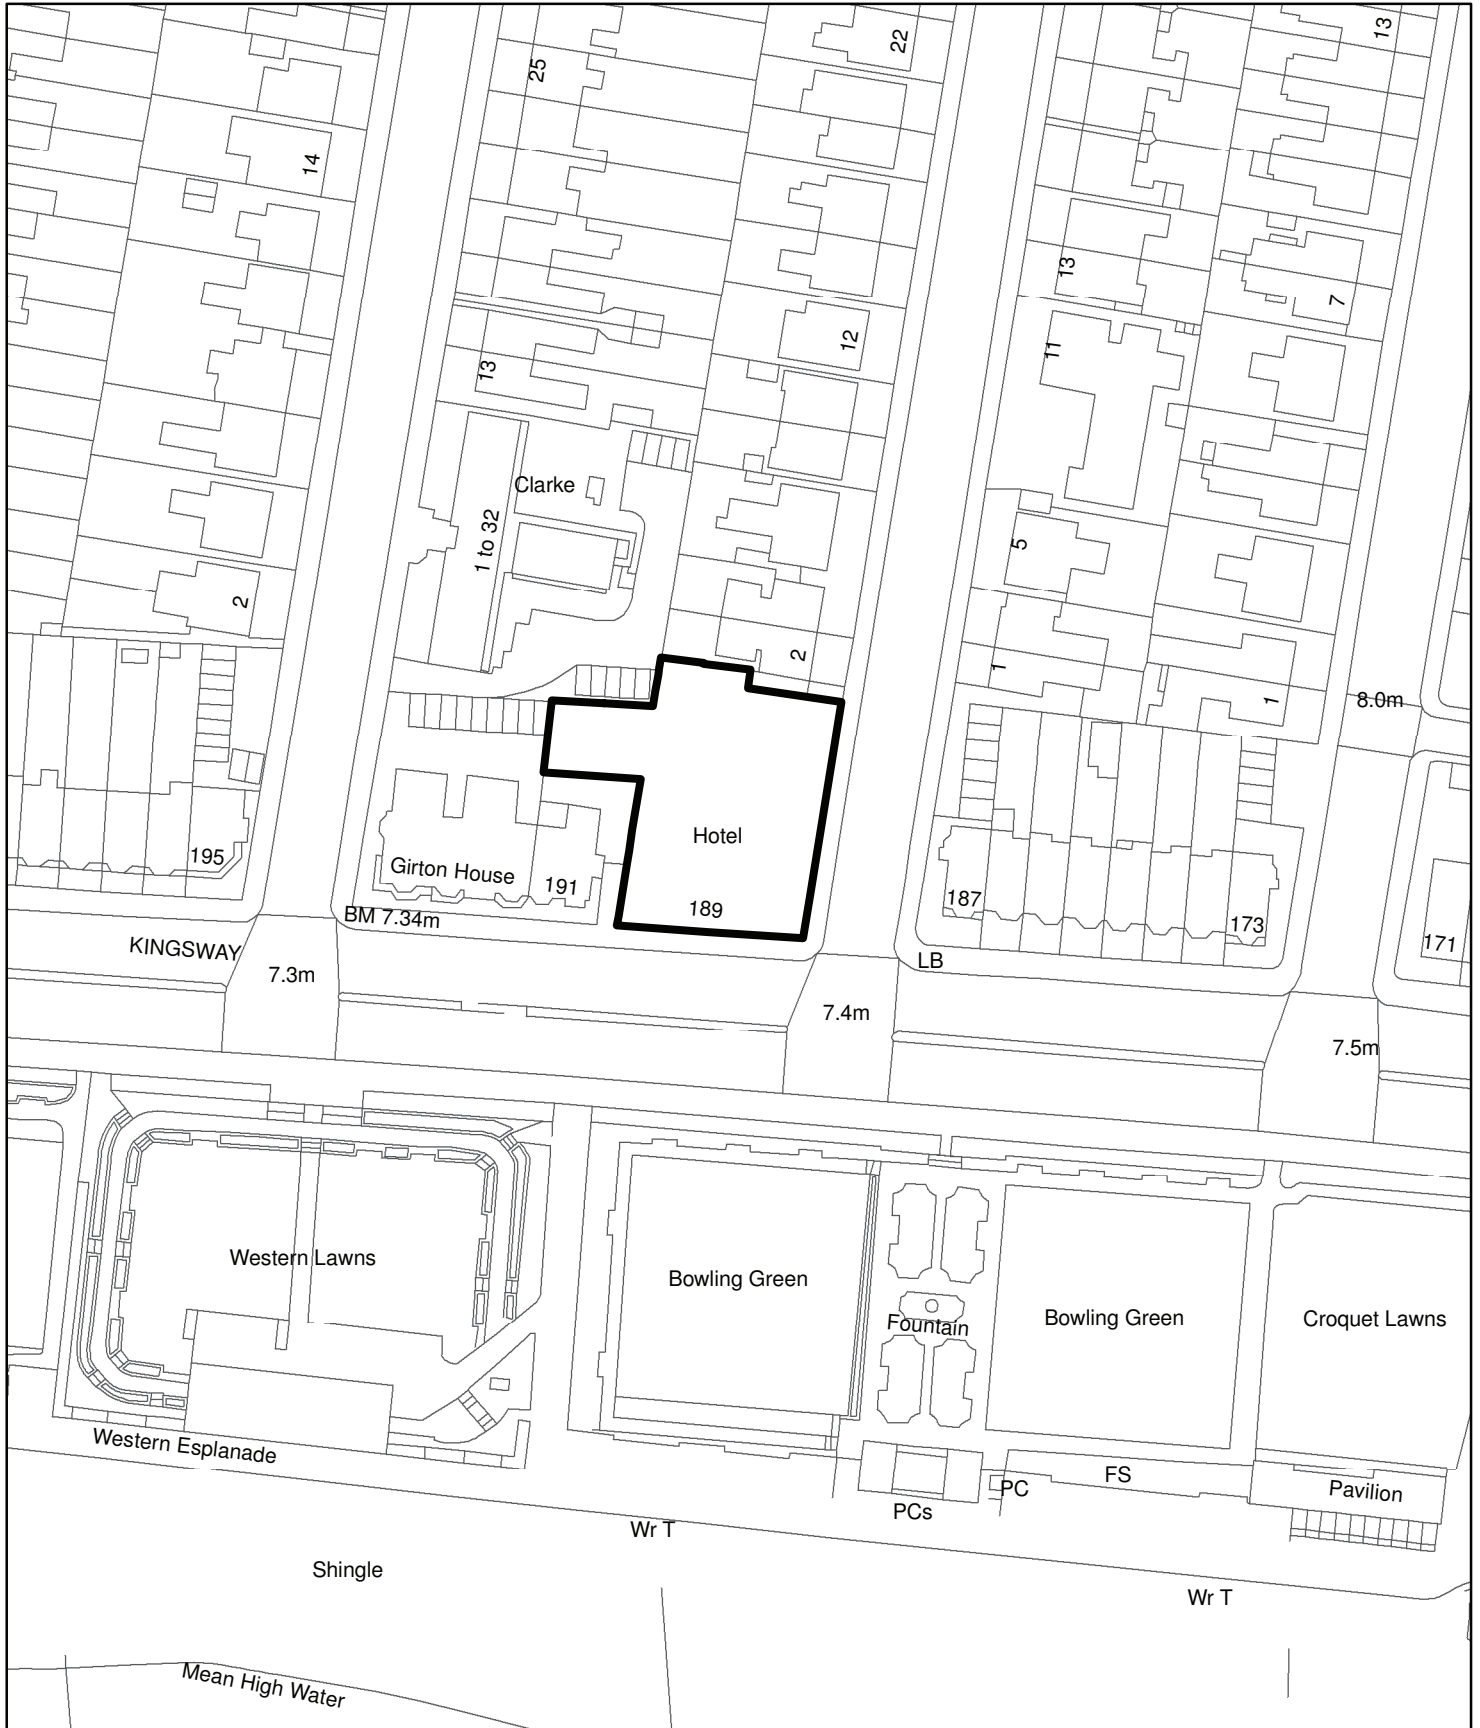 22
13
25
14
13
7
12
11
13
Clarke
1 to 32
5
2
2
1
1
8.0m
Hotel
195
Girton House
191
189
187
173
171
BM 7.34m
KINGSWAY
LB
7.3m
7.4m
7.5m
Western Lawns
Bowling Green
Fountain
Bowling Green
Croquet Lawns
Western Esplanade
FS
PC
Pavilion
PCs
Wr T
Shingle
Wr T
Mean High Water